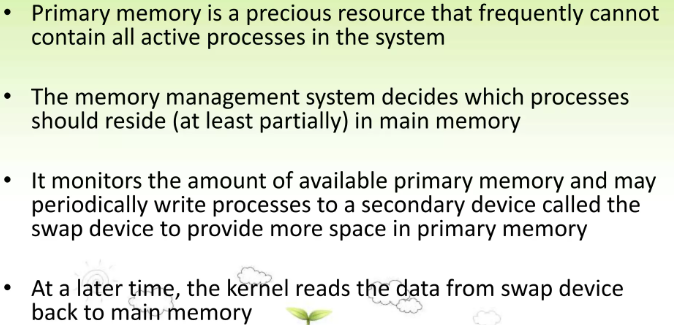 • Primary memory is a precious resource that frequently cannot
contain all active processes in the system
• The memory management system decides which processes
should reside (at least partially) in main memory
• It monitors the amount of available primary memory and may
periodically write processes to a secondary device called the
swap device to provide more space in primary memory
• At a later time, the kernel reads the data from swap device
back to main memory